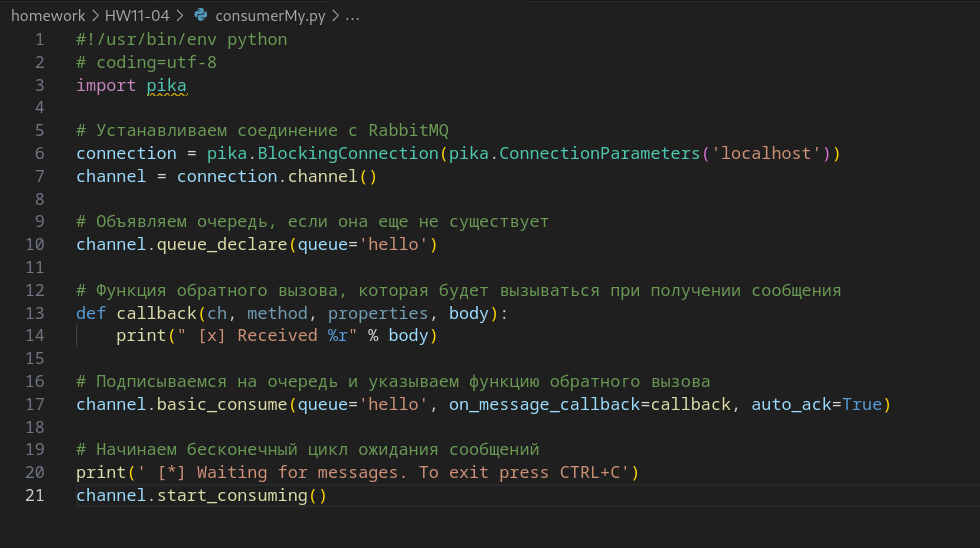 homework > HW11-04 > consumerMy.py > ...
1 #!/usr/bin/env python
2 # coding=utf-8
3 import pika
4
5 # Устанавливаем соединение с RabbitMQ
6 connection = pika.BlockingConnection(pika.ConnectionParameters('localhost'))
7 channel = connection.channel()
8
9 # Объявляем очередь, если она еще не существует
10 channel.queue_declare(queue='hello')
11
12 # Функция обратного вызова, которая будет вызываться при получении сообщения
13 def callback(ch, method, properties, body):
14     print(" [x] Received %r" % body)
15
16 # Подписываемся на очередь и указываем функцию обратного вызова
17 channel.basic_consume(queue='hello', on_message_callback=callback, auto_ack=True)
18
19 # Начинаем бесконечный цикл ожидания сообщений
20 print(' [*] Waiting for messages. To exit press CTRL+C')
21 channel.start_consuming()